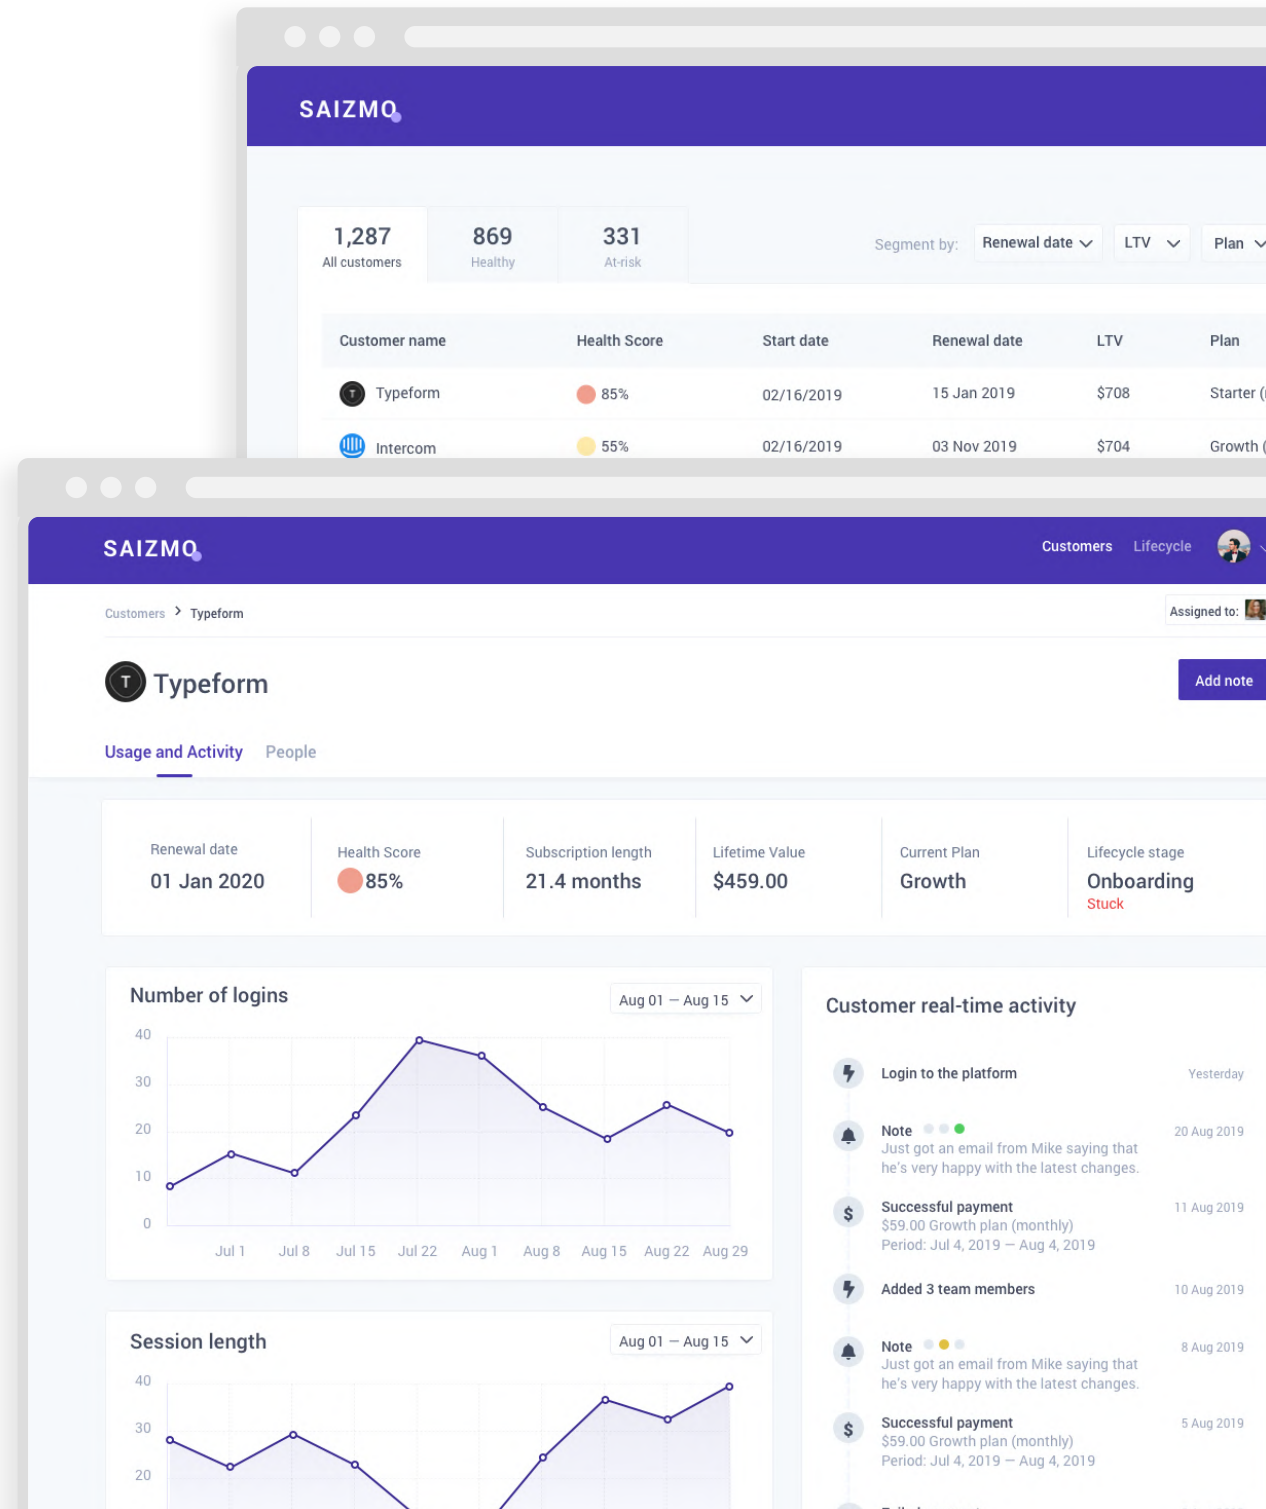 SAIZMO
1,287 869 331
All customers Healthy At-risk
Segment by: Renewal date LTV Plan
Customer name Health Score Start date Renewal date LTV Plan
T Typeform 85% 02/16/2019 15 Jan 2019 $708 Starter
Intercom 55% 02/16/2019 03 Nov 2019 $704 Growth (
SAIZMO Customers Lifecycle
Customers > Typeform Assigned to:
T Typeform Add note
Usage and Activity People
Renewal date
01 Jan 2020
Health Score
85%
Subscription length
21.4 months
Lifetime Value
$459.00
Current Plan
Growth
Lifecycle stage
Onboarding
Stuck
Number of logins Aug 01 — Aug 15
40
30
20
10
0
Jul 1 Jul 8 Jul 15 Jul 22 Aug 1 Aug 8 Aug 15 Aug 22 Aug 29
Session length Aug 01 — Aug 15
40
30
20
Customer real-time activity
Login to the platform Yesterday
Note 20 Aug 2019
Just got an email from Mike saying that
he's very happy with the latest changes.
$ Successful payment 11 Aug 2019
$59.00 Growth plan (monthly)
Period: Jul 4, 2019 — Aug 4, 2019
Added 3 team members 10 Aug 2019
Note 8 Aug 2019
Just got an email from Mike saying that
he's very happy with the latest changes.
$ Successful payment 5 Aug 2019
$59.00 Growth plan (monthly)
Period: Jul 4, 2019 — Aug 4, 2019